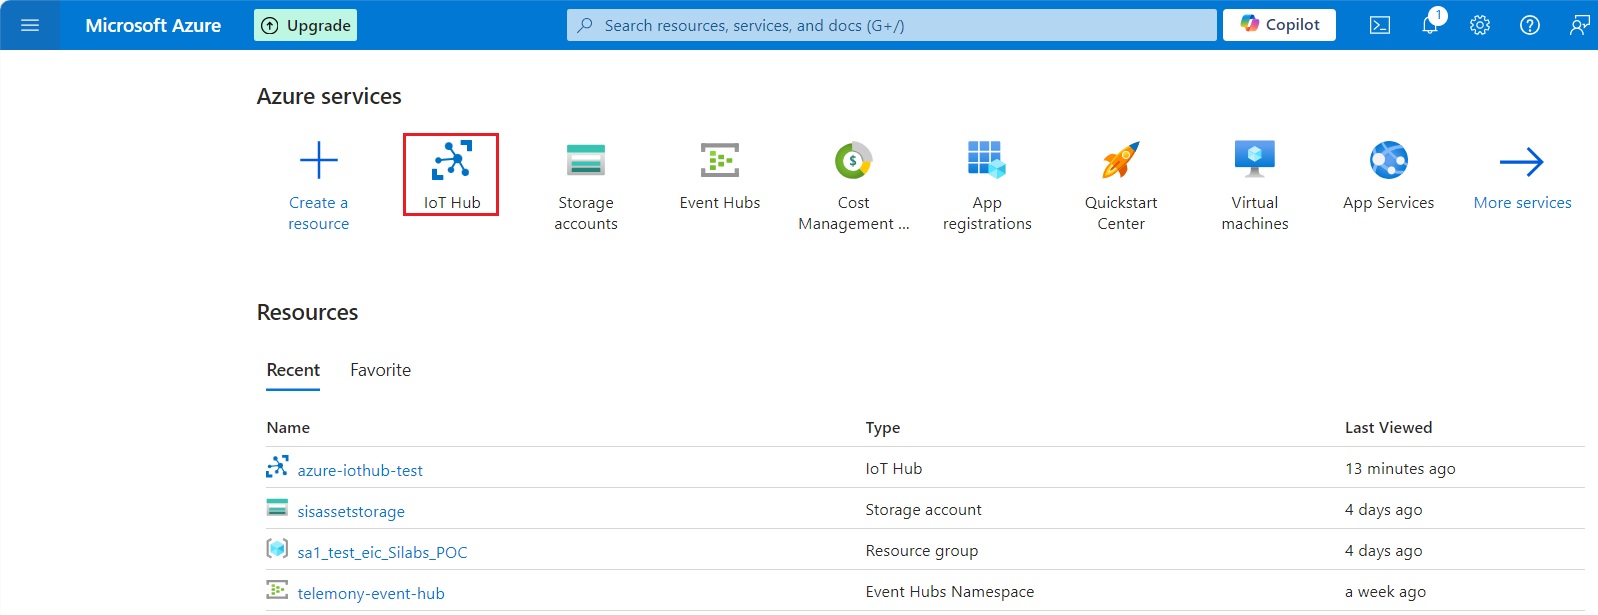 Microsoft Azure Upgrade Search resources, services, and docs (G+/) Copilot 1
Azure services
Create a resource
IoT Hub
Storage accounts
Event Hubs
Cost Management ...
App registrations
Quickstart Center
Virtual machines
App Services
More services
Resources
Recent Favorite
Name Type Last Viewed
azure-iothub-test IoT Hub 13 minutes ago
sisassetstorage Storage account 4 days ago
sa1_test_eic_Silabs_POC Resource group 4 days ago
telemony-event-hub Event Hubs Namespace a week ago